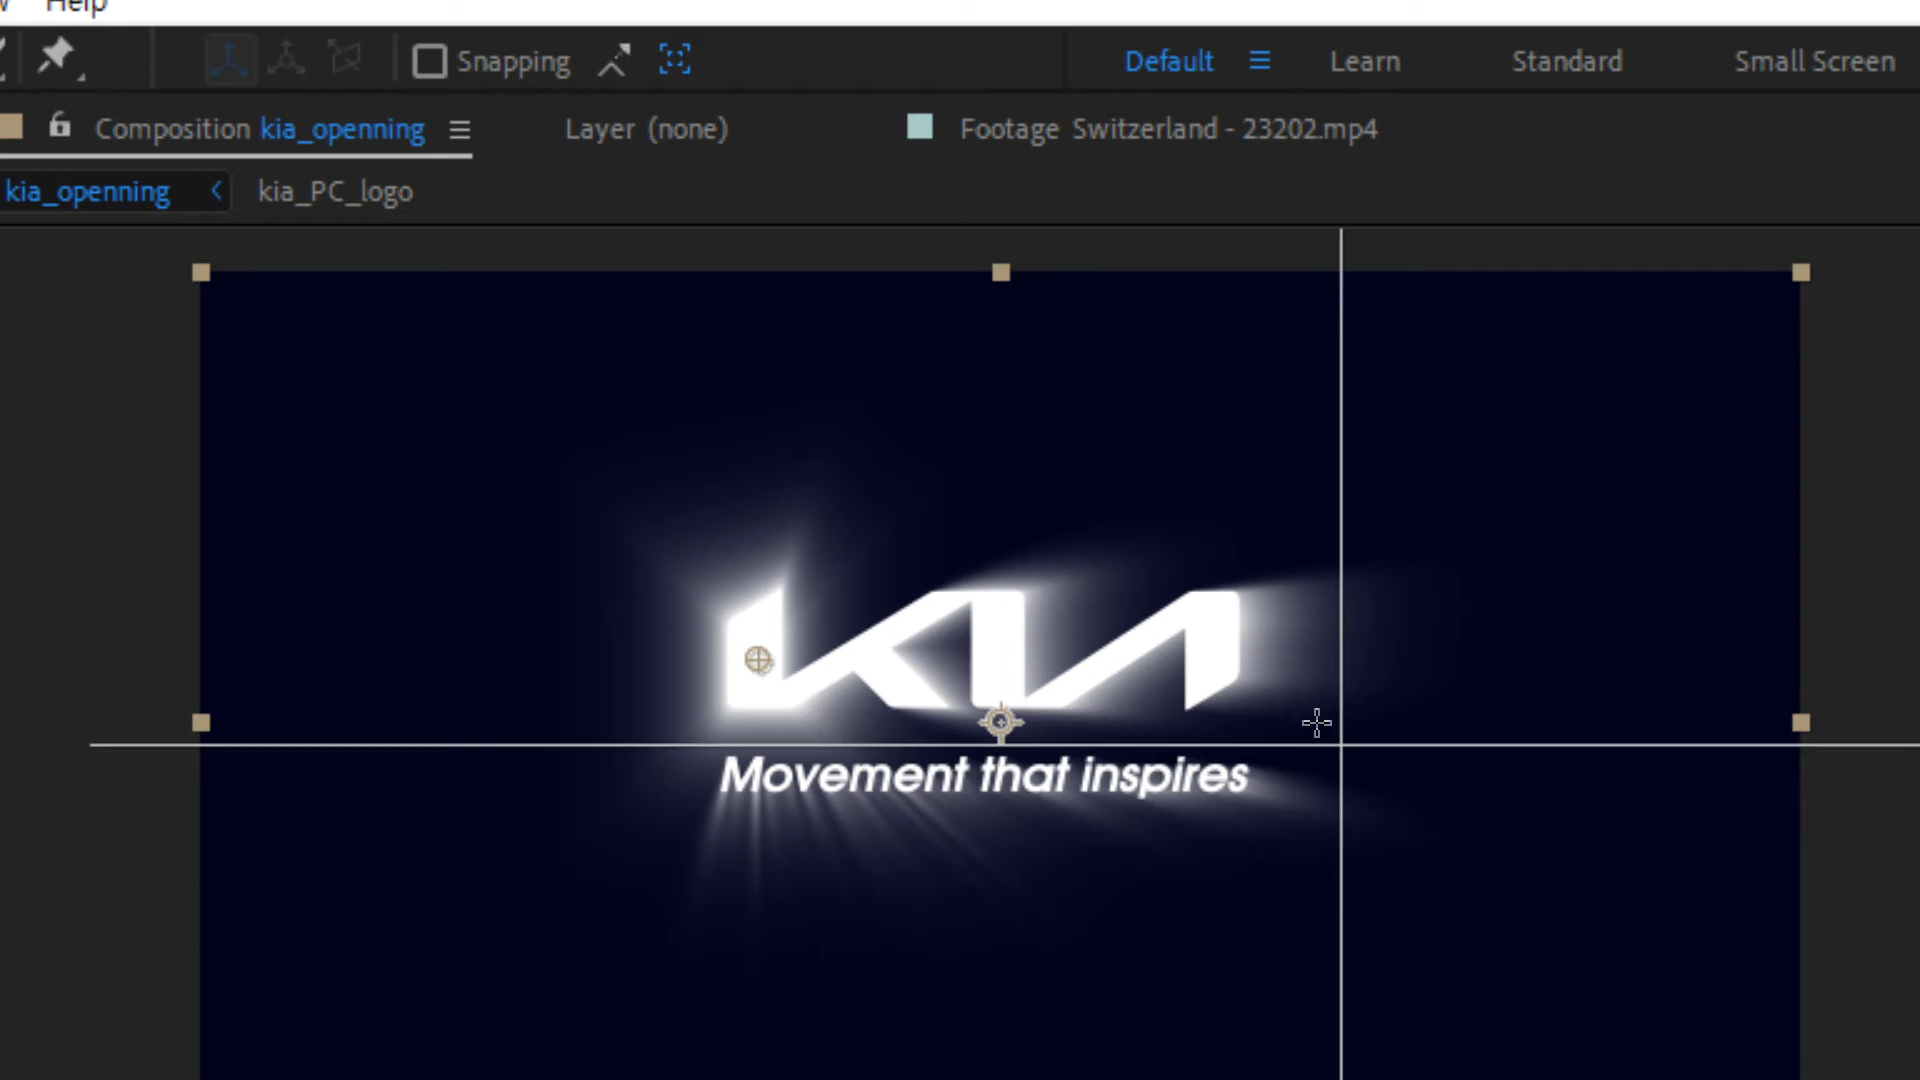 Help
Snapping
Default
Learn
Standard
Small Screen
Composition kia_openning
Layer (none)
Footage Switzerland - 23202.mp4
kia_openning
kia_PC_logo
KIA
Movement that inspires